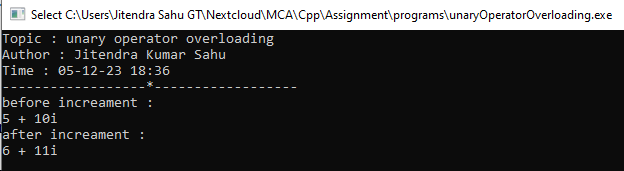 Select C:\Users\Jitendra Sahu GT\Nextcloud\MCA\Cpp\Assignment\programs\unaryOperatorOverloading.exe
Topic : unary operator overloading
Author : Jitendra Kumar Sahu
Time : 05-12-23 18:36
------------------*------------------
before increament :
5 + 10i
after increament :
6 + 11i